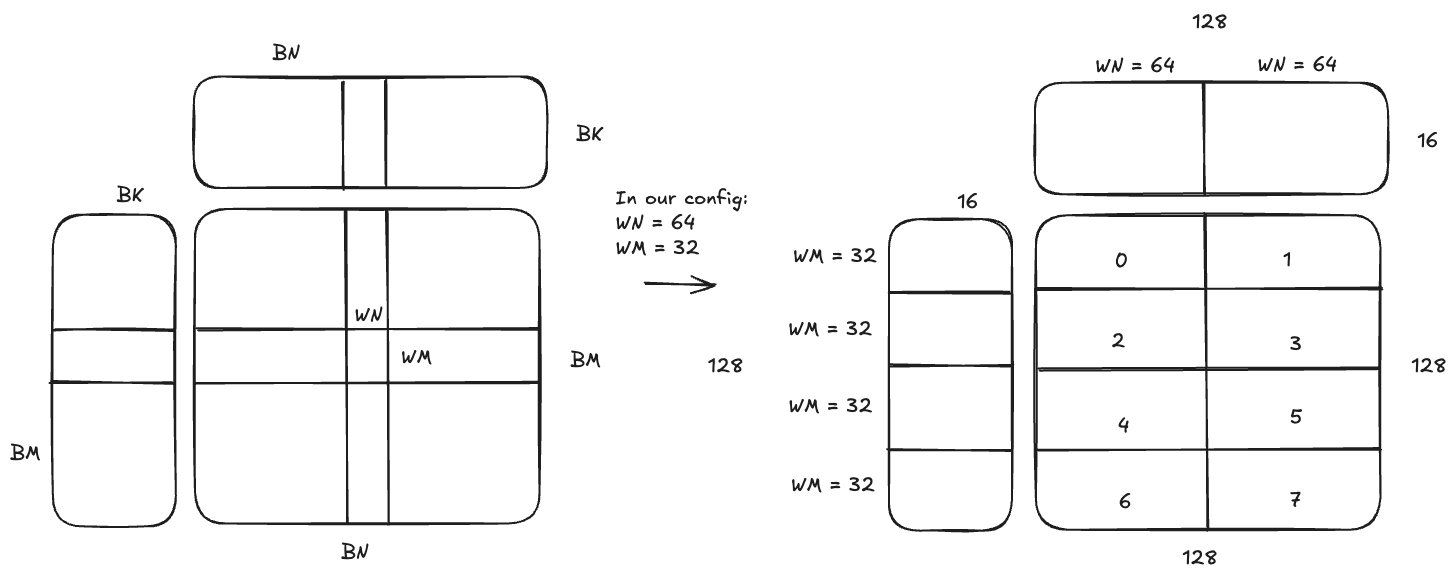 BN
BK
BK
WN
WM
BM
BM
BN
In our config:
WN = 64
WM = 32
128
WN = 64
WN = 64
16
16
WM = 32
0
1
WM = 32
2
3
128
128
WM = 32
4
5
WM = 32
6
7
128